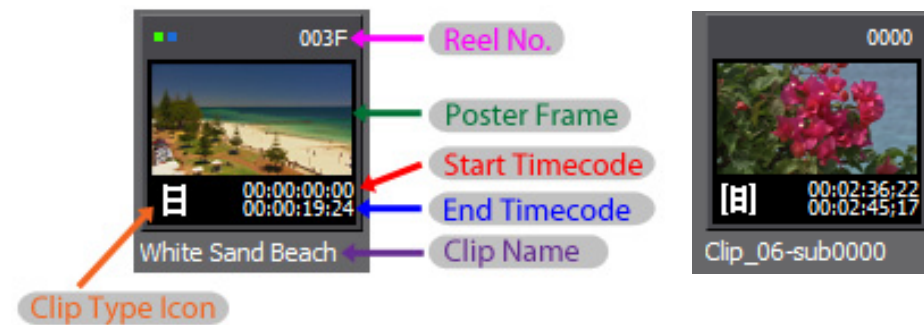 003F
Reel No.
Poster Frame
00:00:00:00
Start Timecode
00:00:19:24
End Timecode
White Sand Beach
Clip Name
Clip Type Icon
0000
00:02:36;22
00:02:45;17
Clip_06-sub0000